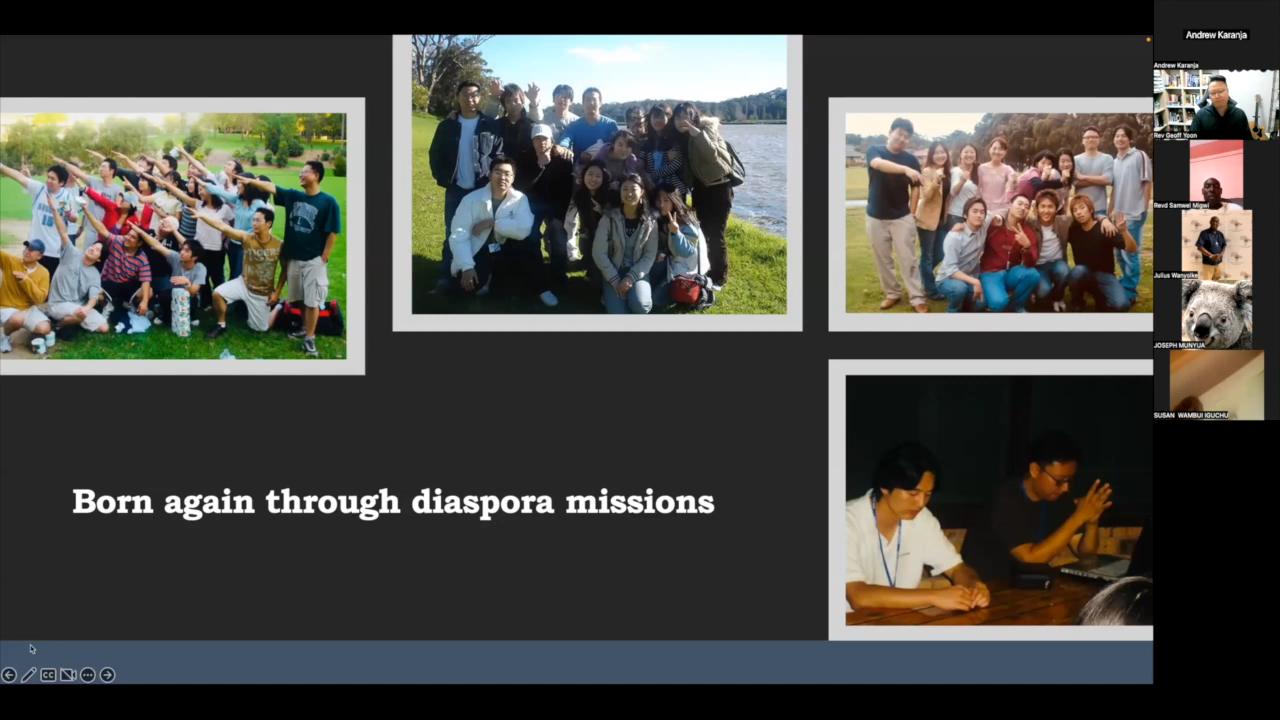 Born again through diaspora missions
CC
Andrew Karanja
Andrew Karanja
Rev Geoff Yoon
Revd Samwel Migwi
Julius Wanyoike
JOSEPH MUNYUA
SUSAN WAMBUI IGUCHU